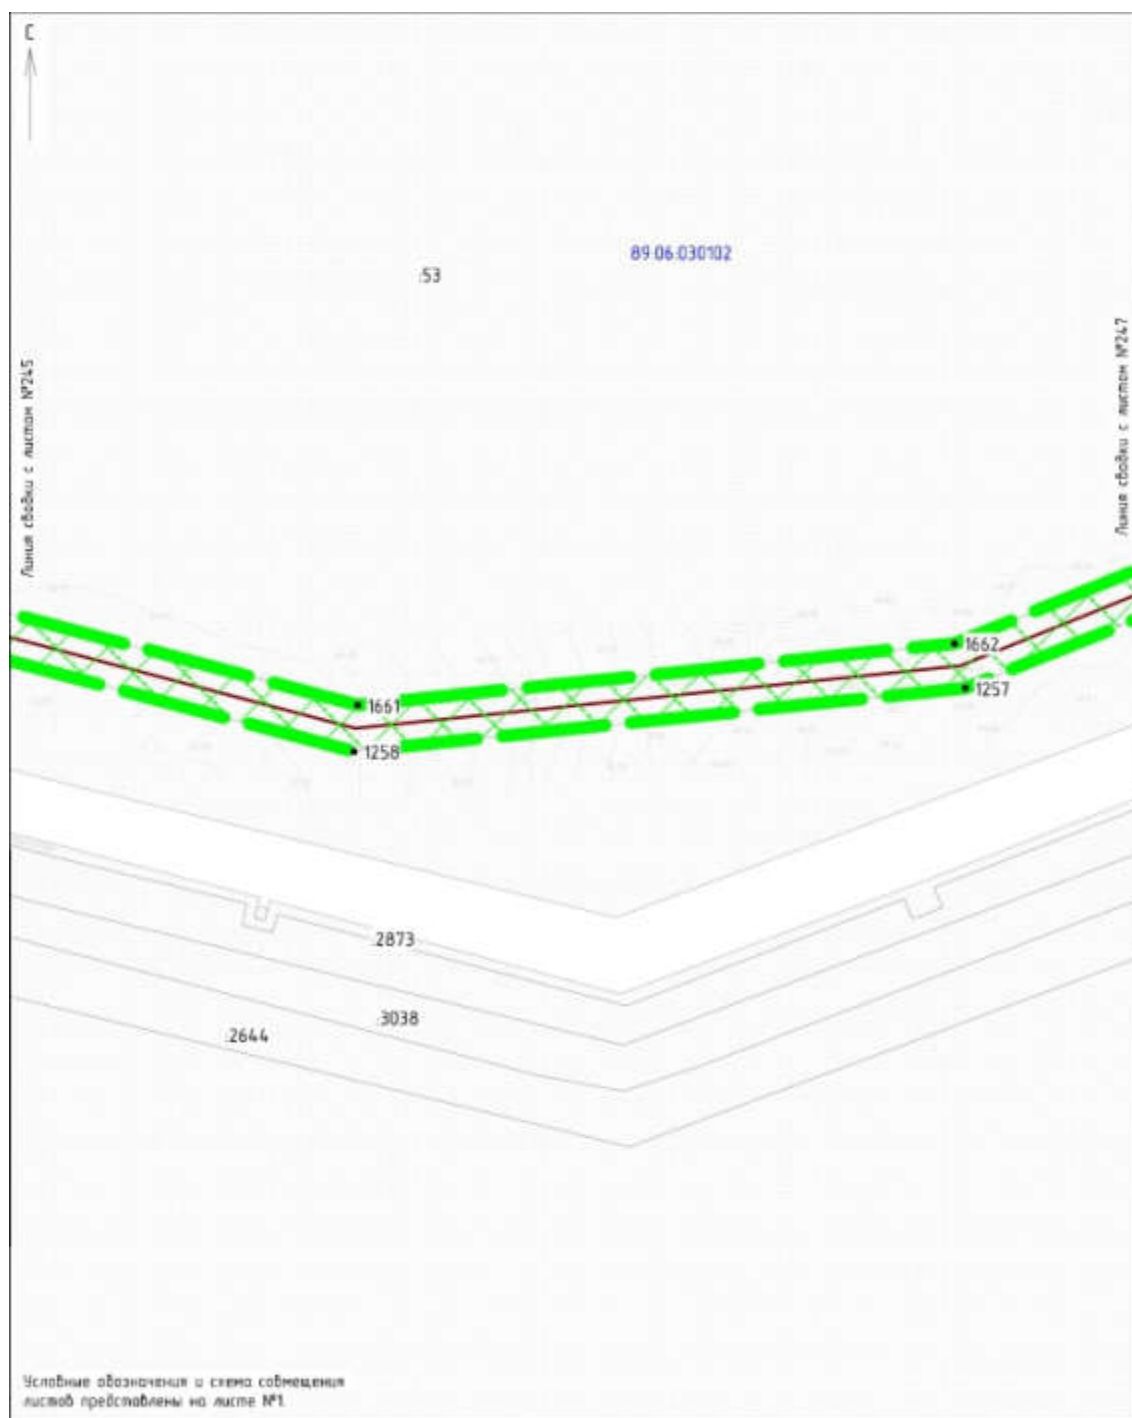 С
89:06:030102
:53
Линия сводки с листом №245
Линия сводки с листом №247
1662
1257
1661
1258
:2873
:3038
:2644
Условные обозначения и схема совмещения
листов представлены на листе №1.